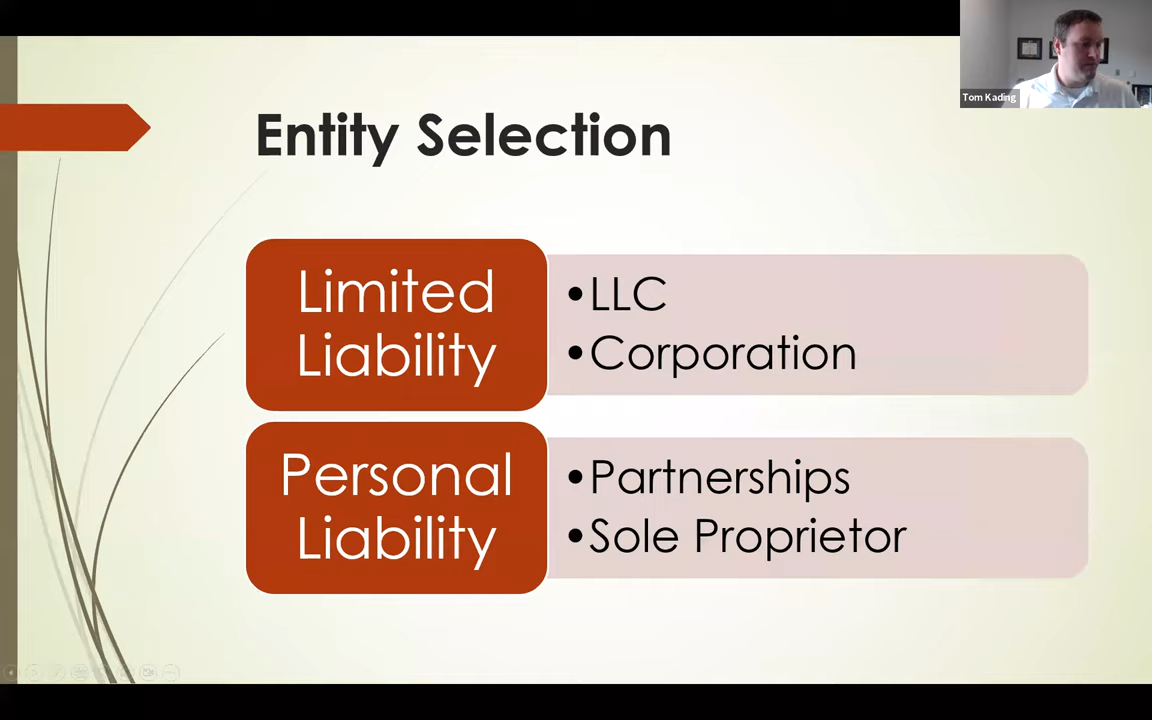 Tom Kading
Entity Selection
Limited
Liability
•LLC
•Corporation
Personal
Liability
•Partnerships
•Sole Proprietor